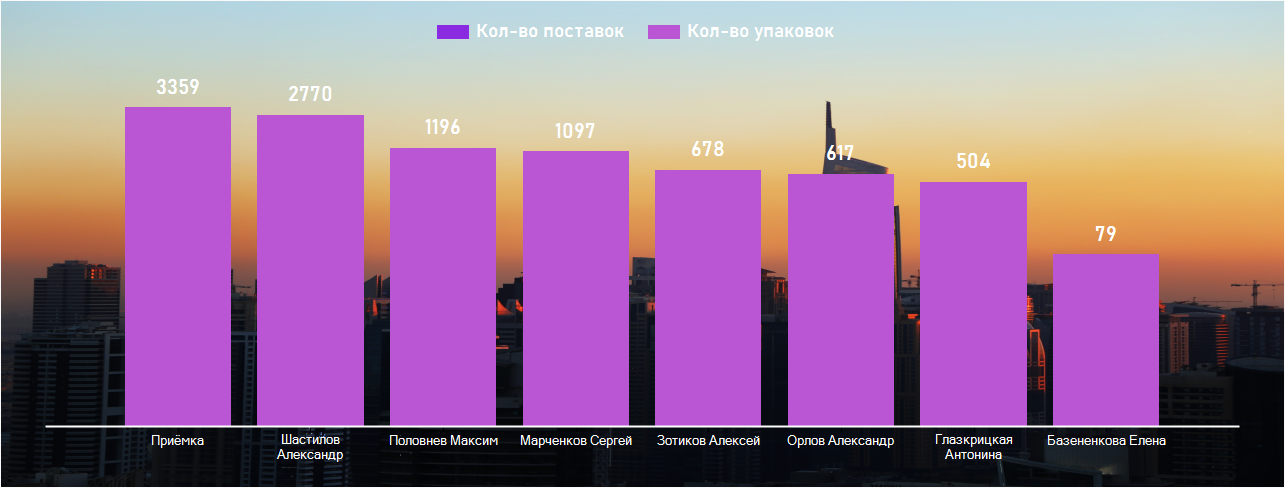 Кол-во поставок Кол-во упаковок
3359
2770
1196
1097
678
617
504
79
Приёмка
Шастилов
Александр
Половнев Максим
Марченков Сергей
Зотиков Алексей
Орлов Александр
Глазкрицкая
Антонина
Базененкова Елена